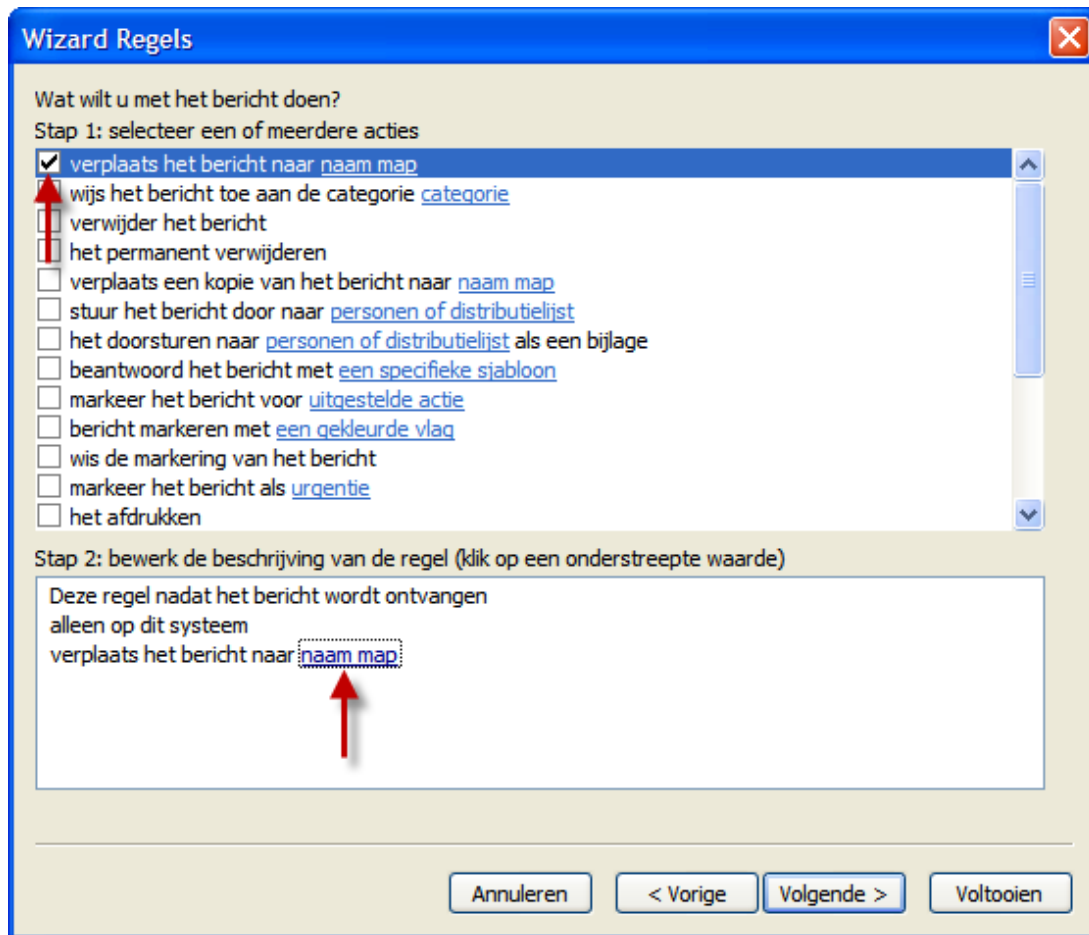 Wizard Regels
Wat wilt u met het bericht doen?
Stap 1: selecteer een of meerdere acties
verplaats het bericht naar naam map
wijs het bericht toe aan de categorie categorie
verwijder het bericht
het permanent verwijderen
verplaats een kopie van het bericht naar naam map
stuur het bericht door naar personen of distributielijst
het doorsturen naar personen of distributielijst als een bijlage
beantwoord het bericht met een specifieke sjabloon
markeer het bericht voor uitgestelde actie
bericht markeren met een gekleurde vlag
wis de markering van het bericht
markeer het bericht als urgentie
het afdrukken
Stap 2: bewerk de beschrijving van de regel (klik op een onderstreepte waarde)
Deze regel nadat het bericht wordt ontvangen
alleen op dit systeem
verplaats het bericht naar naam map
Annuleren < Vorige Volgende > Voltooien